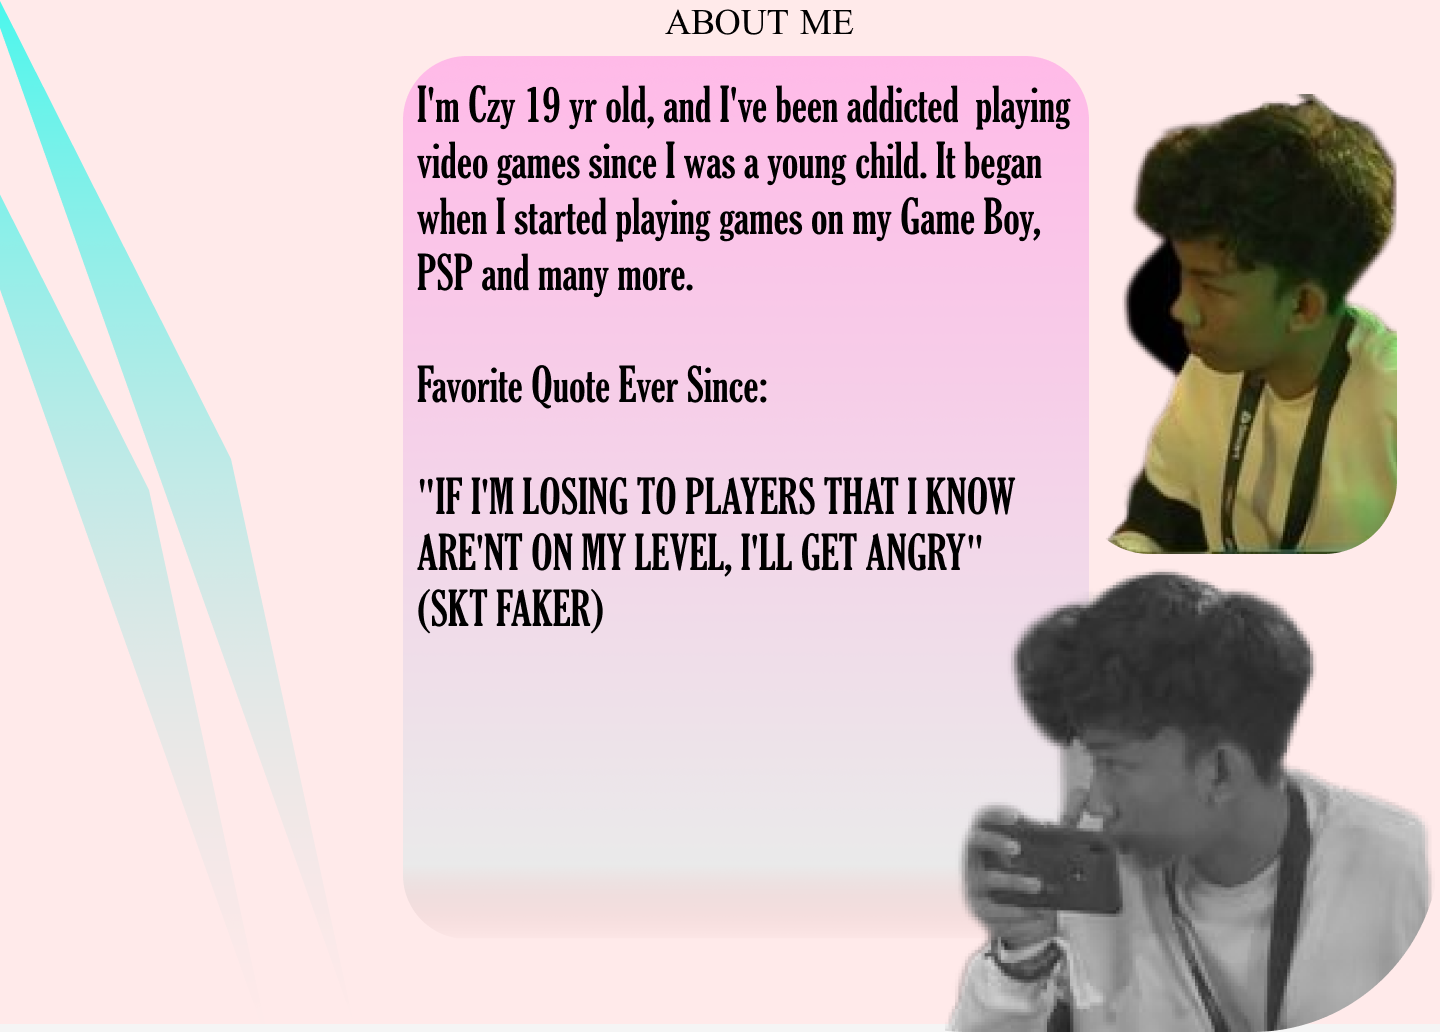 ABOUT ME
I'm Czy 19 yr old, and I've been addicted  playing
video games since I was a young child. It began
when I started playing games on my Game Boy,
PSP and many more.
Favorite Quote Ever Since:
"IF I'M LOSING TO PLAYERS THAT I KNOW
ARE'NT ON MY LEVEL, I'LL GET ANGRY"
(SKT FAKER)